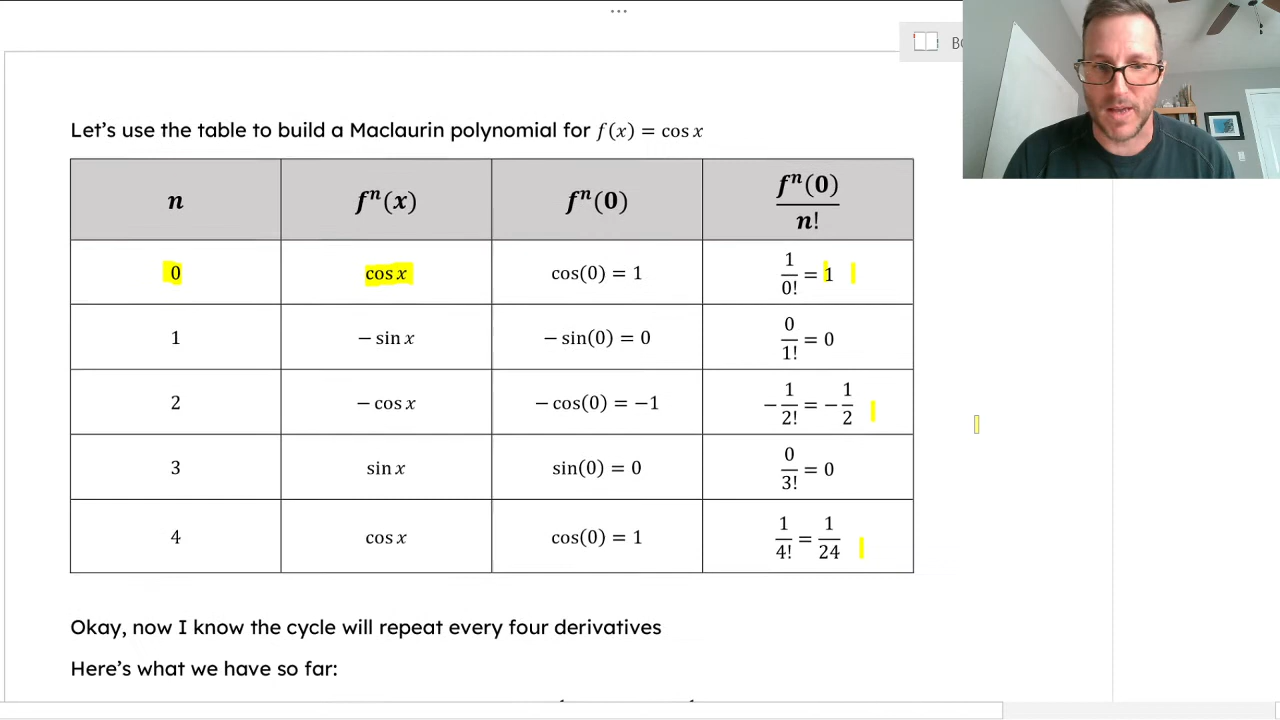 ...
BO
Let's use the table to build a Maclaurin polynomial for f(x) = cos x
n fⁿ(x) fⁿ(0) fⁿ(0)/n!
0 cos x cos(0) = 1 1/0! = 1
1 − sin x − sin(0) = 0 0/1! = 0
2 − cos x − cos(0) = −1 −1/2! = −1/2
3 sin x sin(0) = 0 0/3! = 0
4 cos x cos(0) = 1 1/4! = 1/24
Okay, now I know the cycle will repeat every four derivatives
Here's what we have so far: